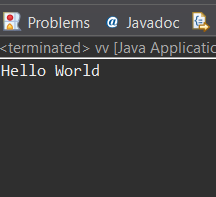 Problems @ Javadoc
<terminated> vv [Java Applicatio
Hello World